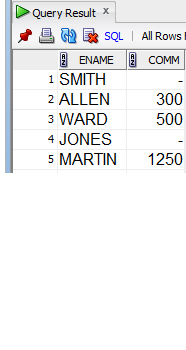 Query Result x
SQL | All Rows
ENAME COMM
1 SMITH -
2 ALLEN 300
3 WARD 500
4 JONES -
5 MARTIN 1250